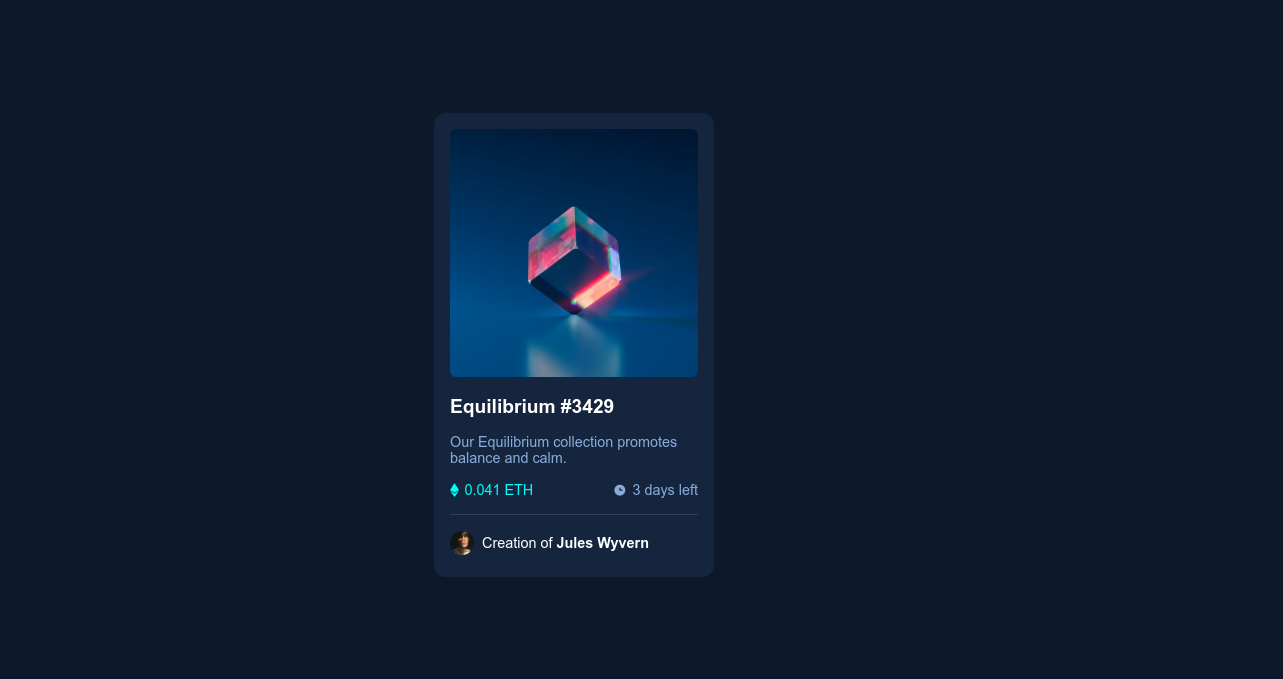 Equilibrium #3429
Our Equilibrium collection promotes
balance and calm.
0.041 ETH
3 days left
Creation of Jules Wyvern